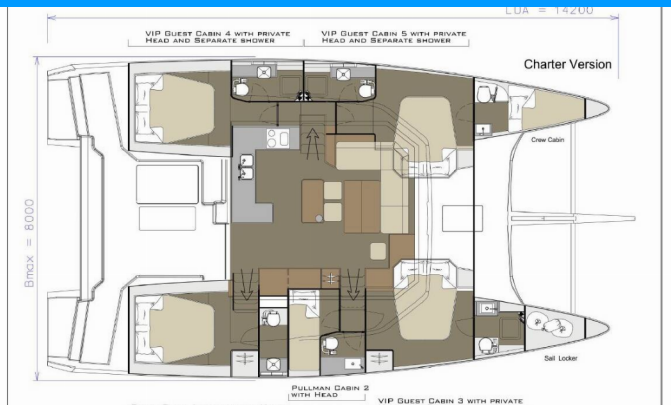 LOA = 14200
VIP GUEST CABIN 4 WITH PRIVATE
HEAD AND SEPARATE SHOWER
VIP GUEST CABIN 5 WITH PRIVATE
HEAD AND SEPARATE SHOWER
Charter Version
Crew Cabin
Bmax = 8000
Sail Locker
PULLMAN CABIN 2
WITH HEAD
VIP GUEST CABIN 3 WITH PRIVATE